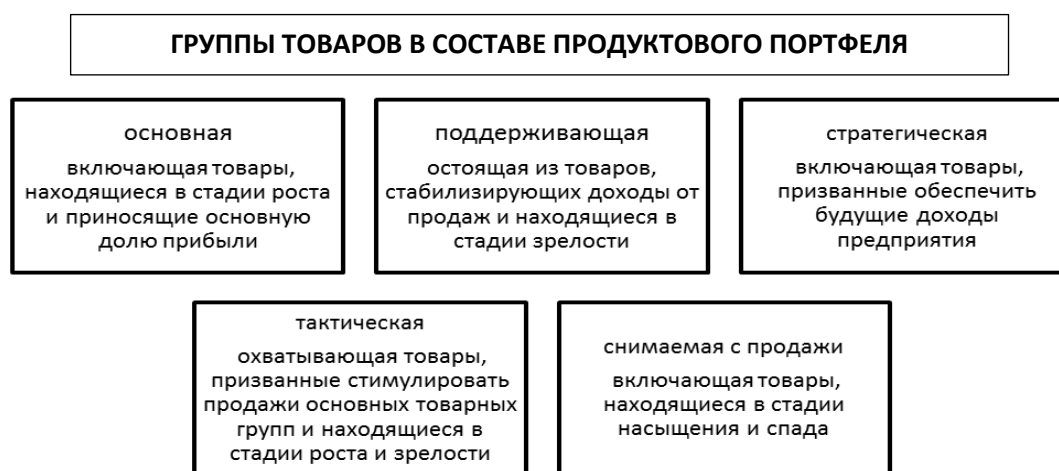 ГРУППЫ ТОВАРОВ В СОСТАВЕ ПРОДУКТОВОГО ПОРТФЕЛЯ
основная
включающая товары,
находящиеся в стадии роста
и приносящие основную
долю прибыли
поддерживающая
остоящая из товаров,
стабилизирующих доходы от
продаж и находящиеся в
стадии зрелости
стратегическая
включающая товары,
призванные обеспечить
будущие доходы
предприятия
тактическая
охватывающая товары,
призванные стимулировать
продажи основных товарных
групп и находящиеся в
стадии роста и зрелости
снимаемая с продажи
включающая товары,
находящиеся в стадии
насыщения и спада